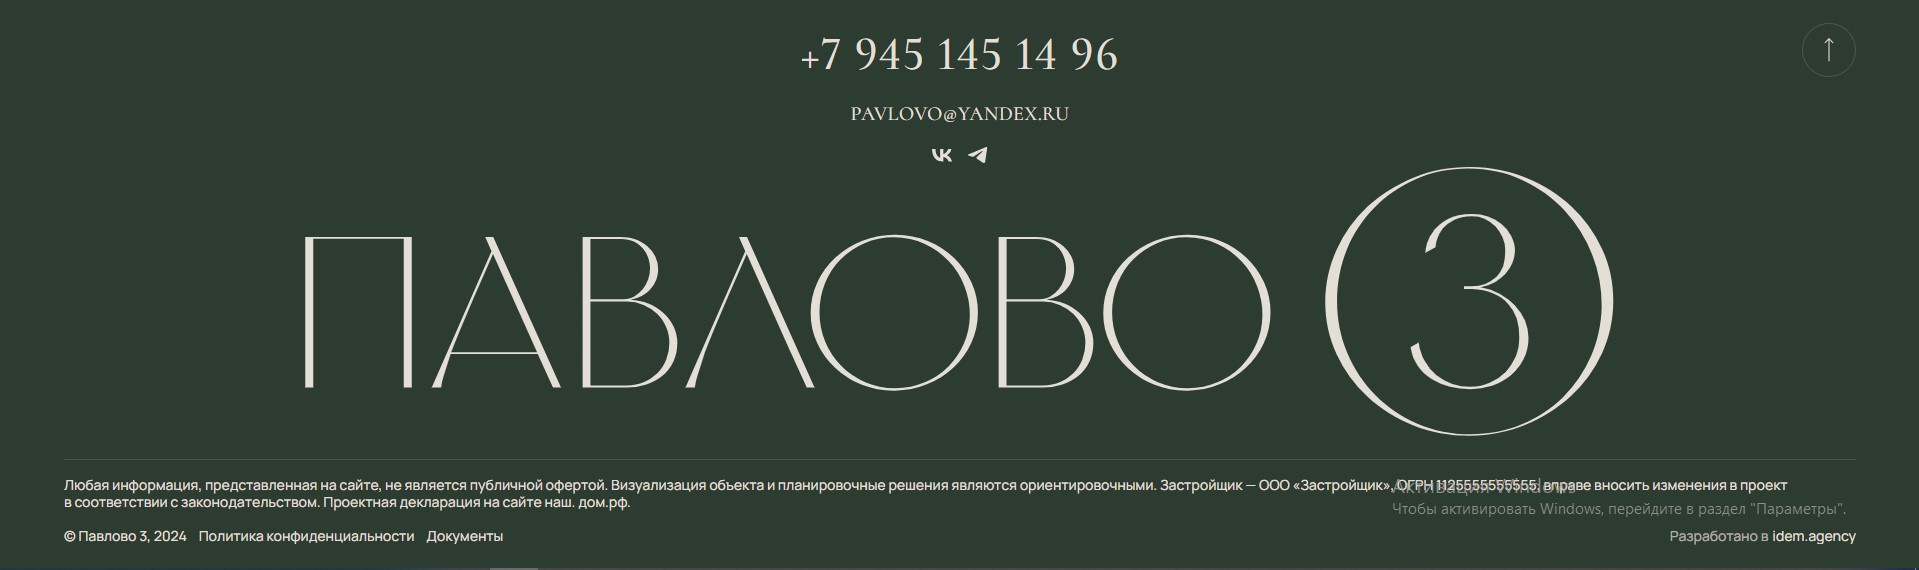 +7 945 145 14 96
PAVLOVO@YANDEX.RU
ПАВЛОВО 3
Любая информация, представленная на сайте, не является публичной офертой. Визуализация объекта и планировочные решения являются ориентировочными. Застройщик — ООО «Застройщик», ОГРН 1125555555555, вправе вносить изменения в проект
в соответствии с законодательством. Проектная декларация на сайте наш. дом.рф.
Активация Windows
Чтобы активировать Windows, перейдите в раздел "Параметры".
© Павлово 3, 2024 Политика конфиденциальности Документы
Разработано в idem.agency